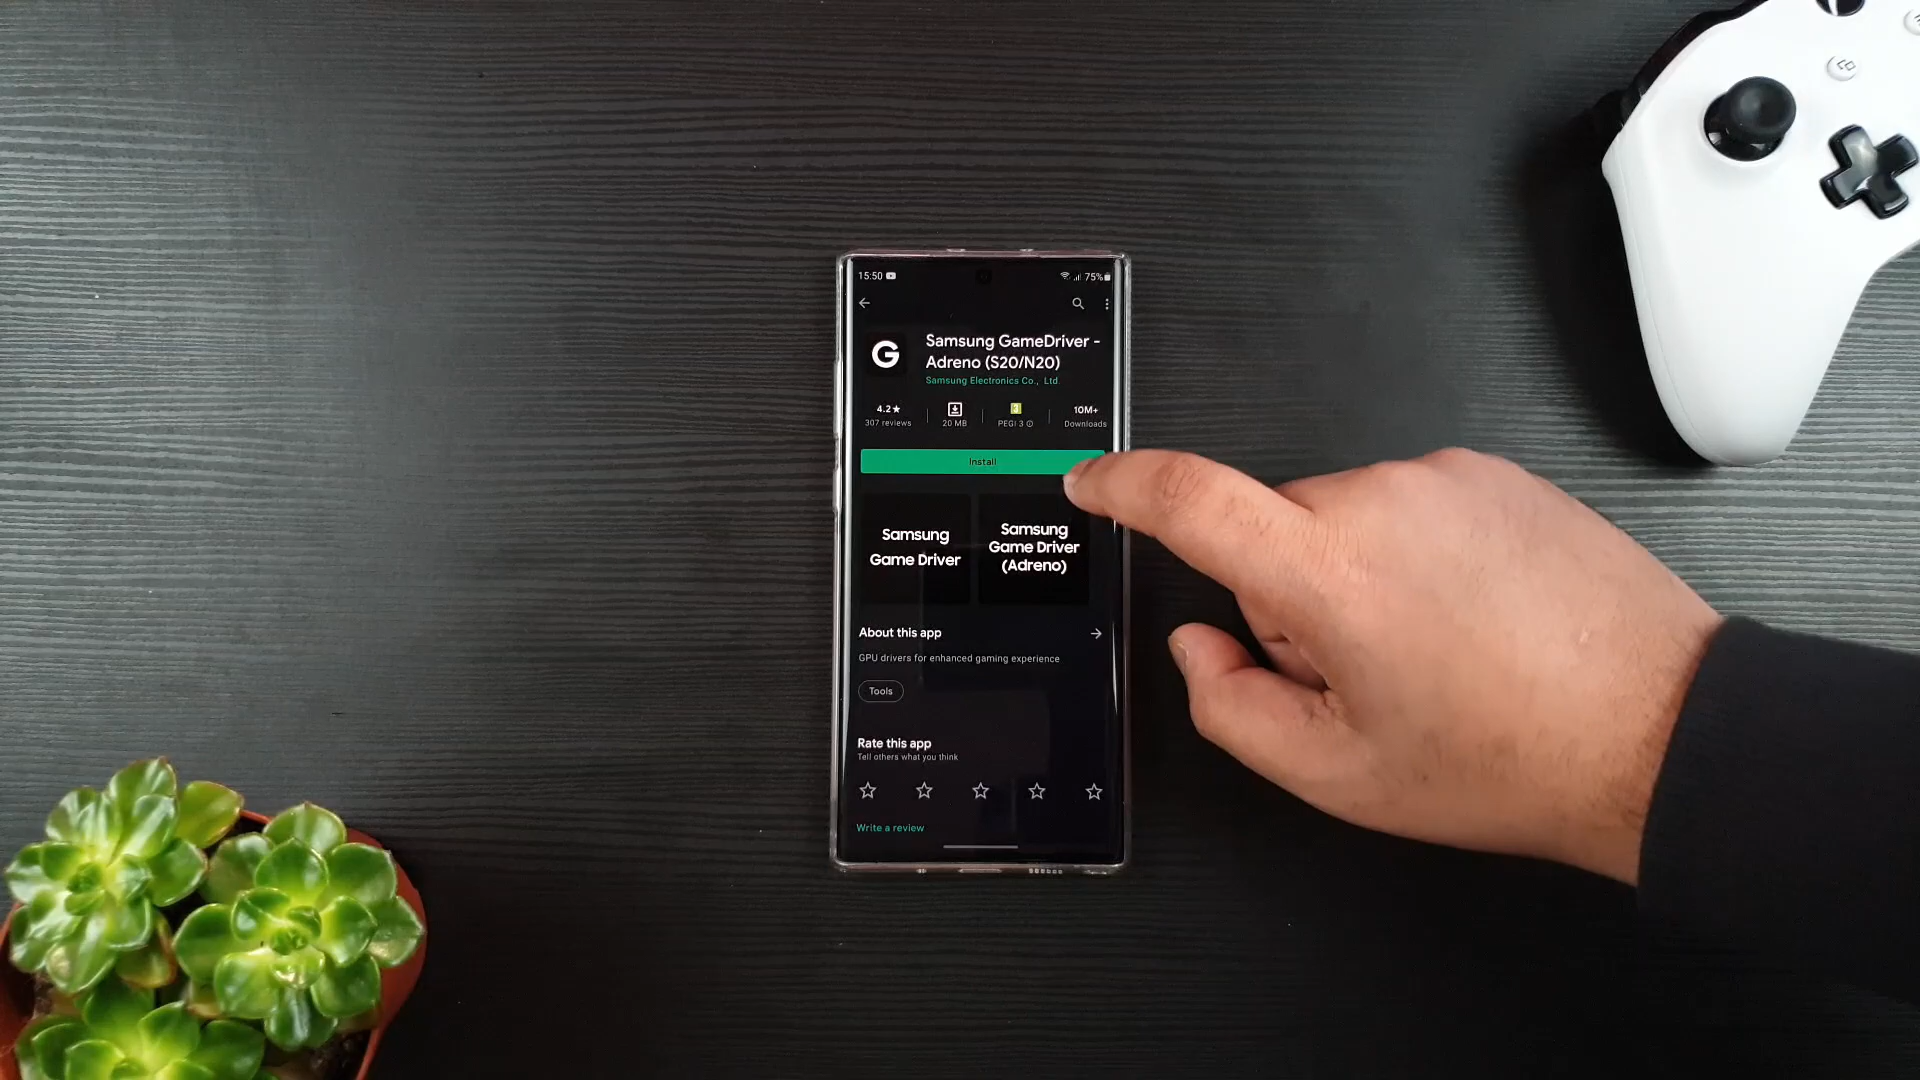 15:50
75%
G
Samsung GameDriver -
Adreno (S20/N20)
Samsung Electronics Co., Ltd.
4.2★
307 reviews
20 MB
3
PEGI 3
10M+
Downloads
Install
Samsung
Game Driver
Samsung
Game Driver
(Adreno)
About this app
GPU drivers for enhanced gaming experience
Tools
Rate this app
Tell others what you think
Write a review